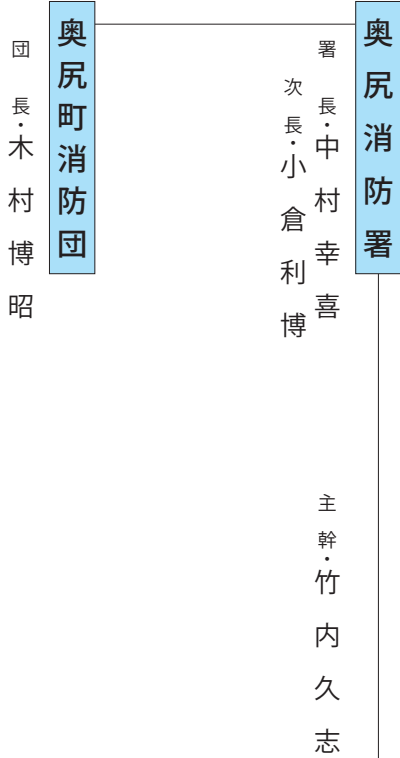 奥尻消防署
署長・中村幸喜
次長・小倉利博
主幹・竹内久志
奥尻町消防団
団長・木村博昭